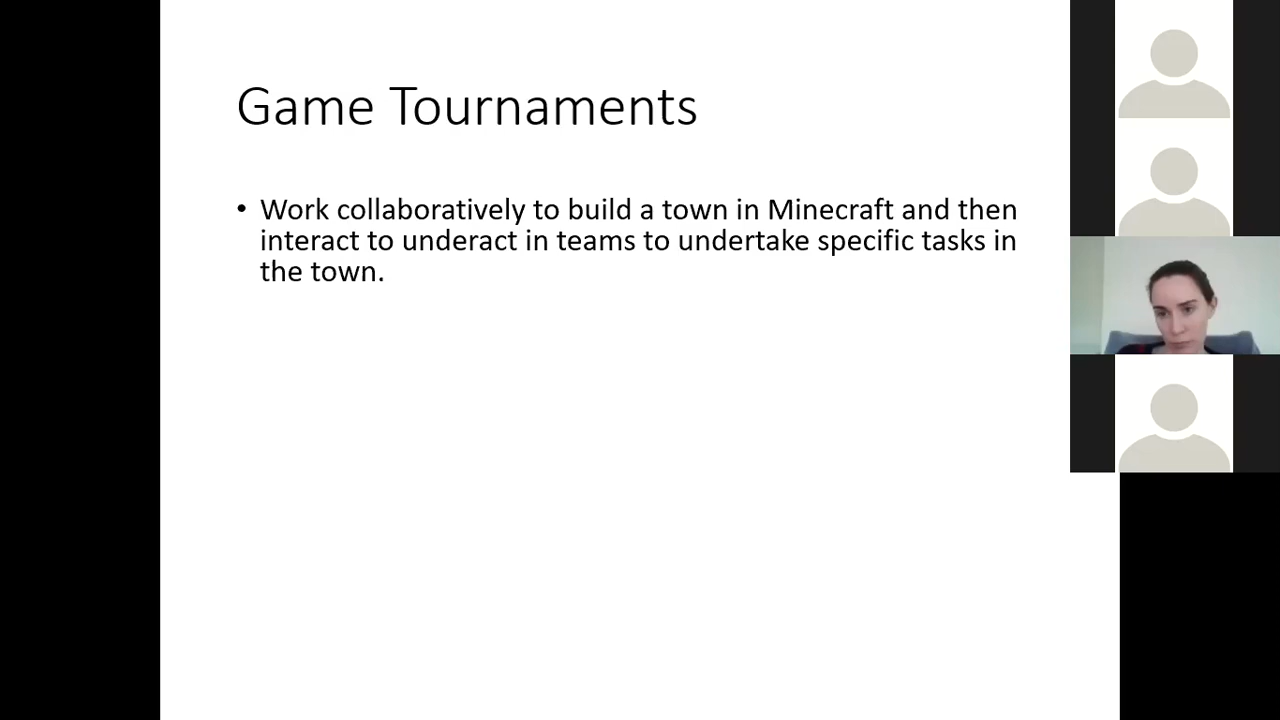 Game Tournaments
• Work collaboratively to build a town in Minecraft and then
interact to underact in teams to undertake specific tasks in
the town.